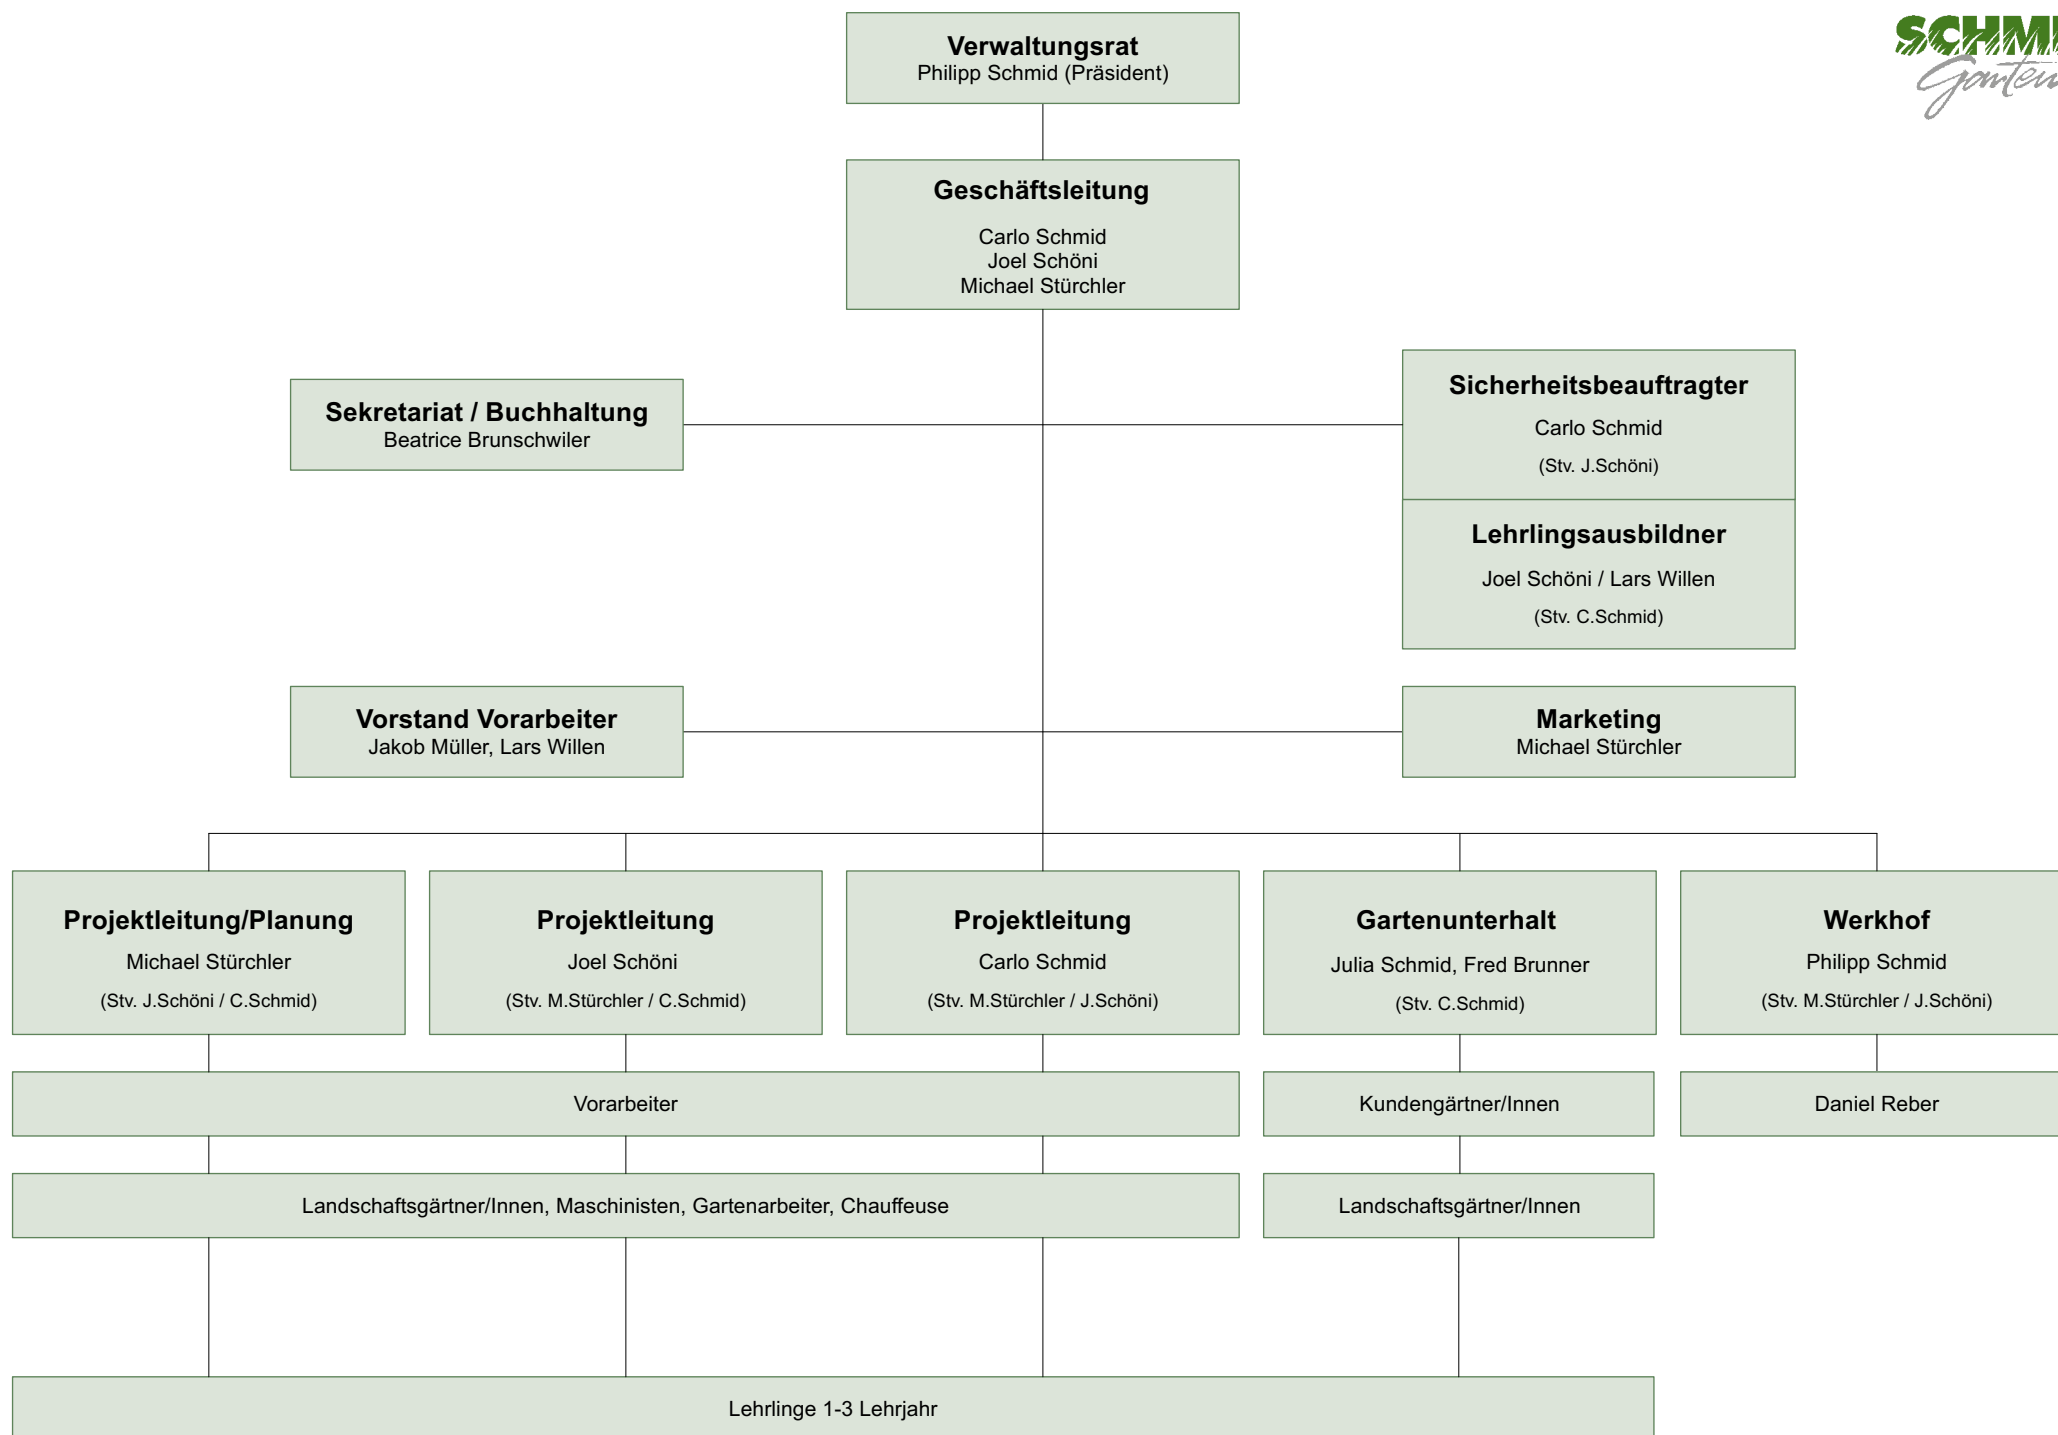 Verwaltungsrat
Philipp Schmid (Präsident)
Geschäftsleitung
Carlo Schmid
Joel Schöni
Michael Stürchler
Sekretariat / Buchhaltung
Beatrice Brunschwiler
Sicherheitsbeauftragter
Carlo Schmid
(Stv. J.Schöni)
Lehrlingsausbildner
Joel Schöni / Lars Willen
(Stv. C.Schmid)
Vorstand Vorarbeiter
Jakob Müller, Lars Willen
Marketing
Michael Stürchler
Projektleitung/Planung
Michael Stürchler
(Stv. J.Schöni / C.Schmid)
Projektleitung
Joel Schöni
(Stv. M.Stürchler / C.Schmid)
Projektleitung
Carlo Schmid
(Stv. M.Stürchler / J.Schöni)
Gartenunterhalt
Julia Schmid, Fred Brunner
(Stv. C.Schmid)
Werkhof
Philipp Schmid
(Stv. M.Stürchler / J.Schöni)
Vorarbeiter
Kundengärtner/Innen
Daniel Reber
Landschaftsgärtner/Innen, Maschinisten, Gartenarbeiter, Chauffeuse
Landschaftsgärtner/Innen
Lehrlinge 1-3 Lehrjahr